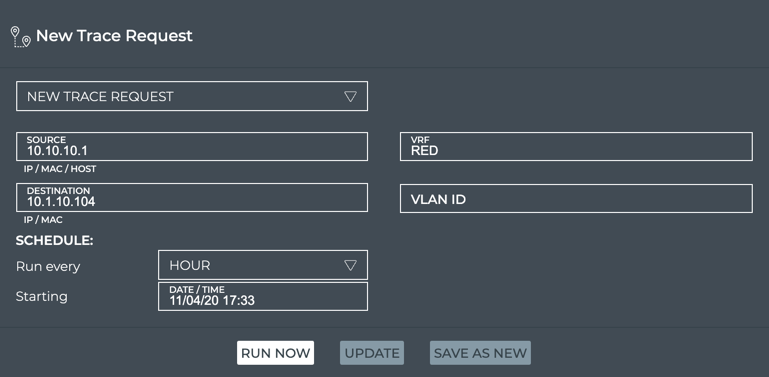 New Trace Request
NEW TRACE REQUEST
SOURCE
10.10.10.1
IP / MAC / HOST
VRF
RED
DESTINATION
10.1.10.104
IP / MAC
VLAN ID
SCHEDULE:
Run every
HOUR
Starting
DATE / TIME
11/04/20 17:33
RUN NOW
UPDATE
SAVE AS NEW